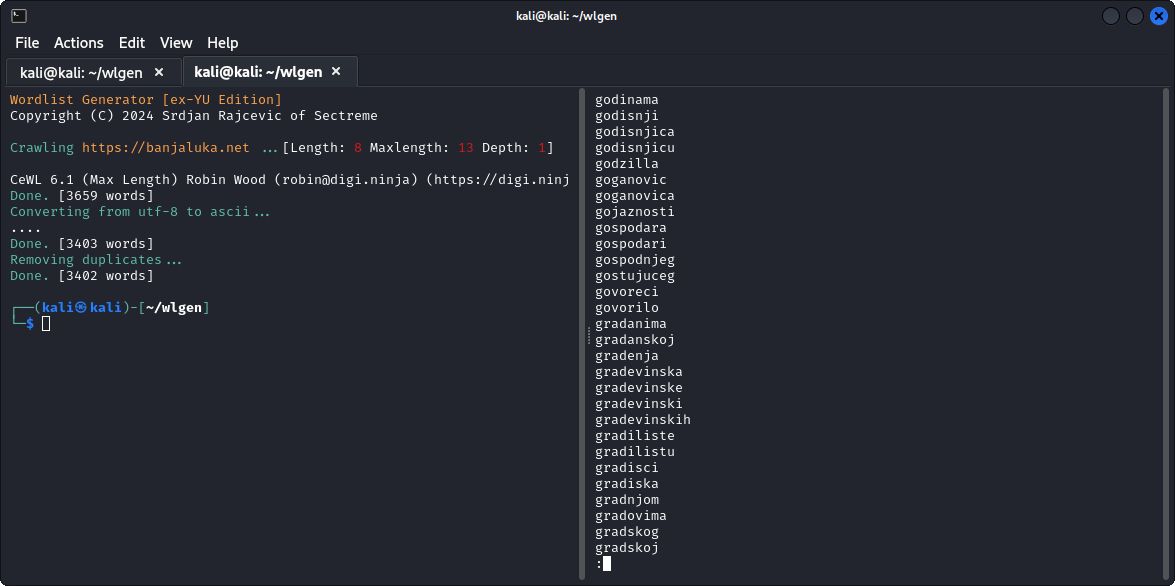 kali@kali: ~/wlgen
File Actions Edit View Help
kali@kali: ~/wlgen × kali@kali: ~/wlgen ×
Wordlist Generator [ex-YU Edition]
Copyright (C) 2024 Srdjan Rajcevic of Sectreme
Crawling https://banjaluka.net ...[Length: 8 Maxlength: 13 Depth: 1]
CeWL 6.1 (Max Length) Robin Wood (robin@digi.ninja) (https://digi.ninj
Done. [3659 words]
Converting from utf-8 to ascii...
....
Done. [3403 words]
Removing duplicates...
Done. [3402 words]
┌──(kali㉿kali)-[~/wlgen]
└─$
godinama
godisnji
godisnjica
godisnjicu
godzilla
goganovic
goganovica
gojaznosti
gospodara
gospodari
gospodnjeg
gostujuceg
govoreci
govorilo
gradanima
gradanskoj
gradenja
gradevinska
gradevinske
gradevinski
gradevinskih
gradiliste
gradilistu
gradisci
gradiska
gradnjom
gradovima
gradskog
gradskoj
: